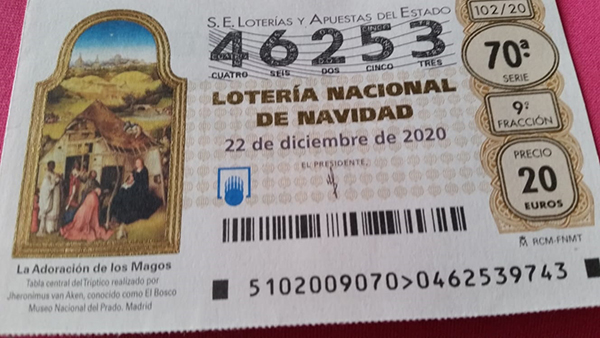 S.E. LOTERÍAS Y APUESTAS DEL ESTADO
102/20
46253
CUATRO SEIS DOS CINCO TRES
70ª
SERIE
LOTERÍA NACIONAL
DE NAVIDAD
22 de diciembre de 2020
EL PRESIDENTE,
9ª
FRACCIÓN
PRECIO
20
EUROS
RCM-FNMT
La Adoración de los Magos
Tabla central del Tríptico realizado por
Jheronimus van Aken, conocido como El Bosco
Museo Nacional del Prado. Madrid
5102009070>0462539743